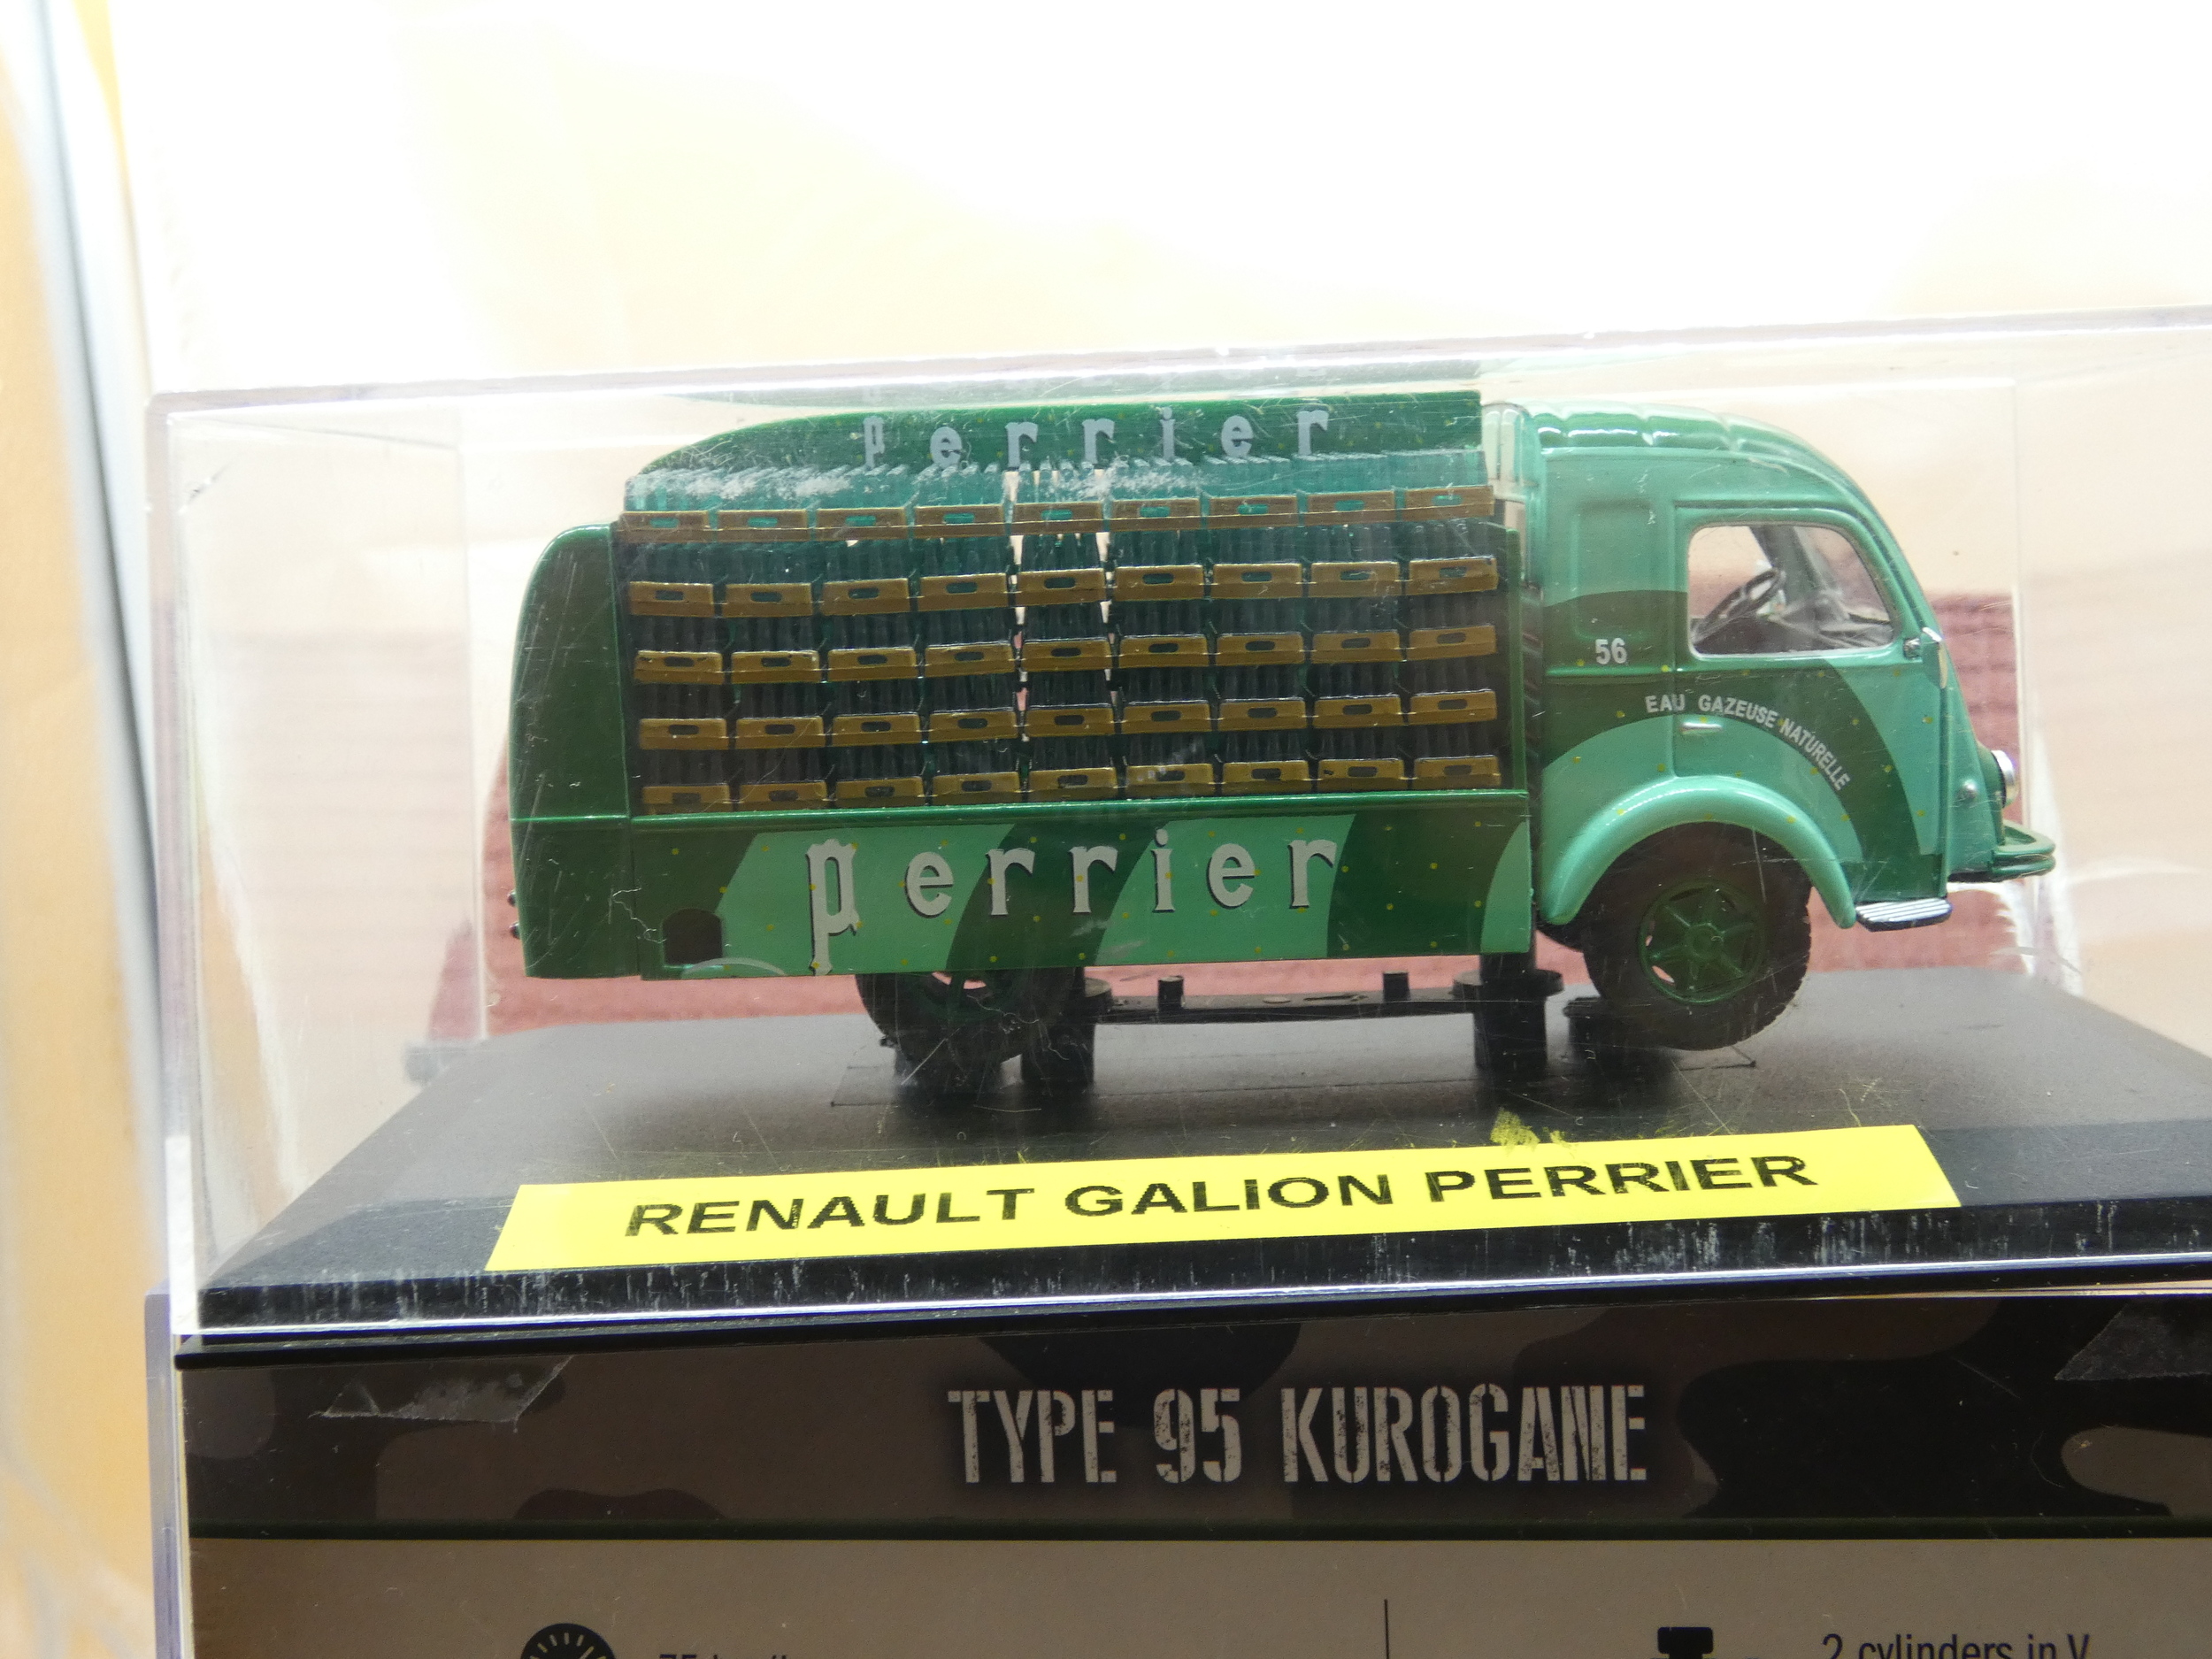 perrier
56
EAU GAZEUSE NATURELLE
perrier
RENAULT GALION PERRIER
TYPE 95 KUROGANE
2 cylinders in V